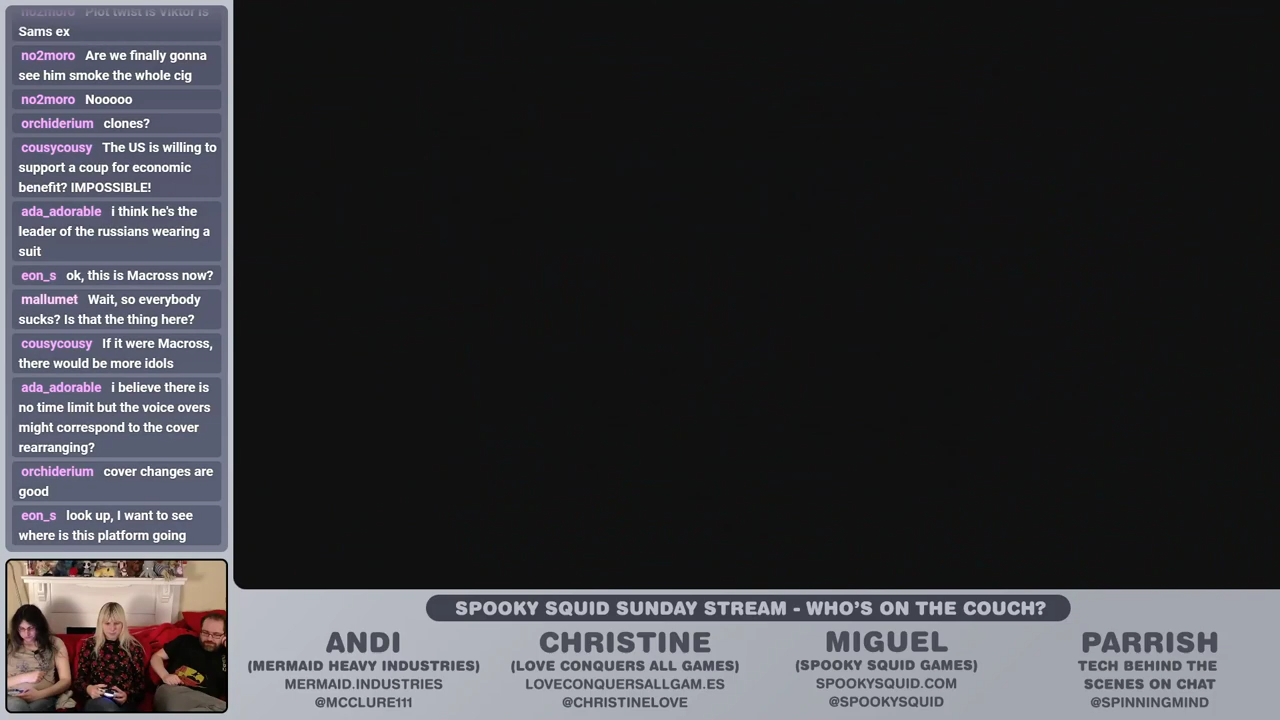 no2moro Plot twist is Viktor is
Sams ex
no2moro Are we finally gonna
see him smoke the whole cig
no2moro Nooooo
orchiderium clones?
cousycousy The US is willing to
support a coup for economic
benefit? IMPOSSIBLE!
ada_adorable i think he's the
leader of the russians wearing a
suit
eon_s ok, this is Macross now?
mallumet Wait, so everybody
sucks? Is that the thing here?
cousycousy If it were Macross,
there would be more idols
ada_adorable i believe there is
no time limit but the voice overs
might correspond to the cover
rearranging?
orchiderium cover changes are
good
eon_s look up, I want to see
where is this platform going
SPOOKY SQUID SUNDAY STREAM - WHO'S ON THE COUCH?
ANDI
(MERMAID HEAVY INDUSTRIES)
MERMAID.INDUSTRIES
@MCCLURE111
CHRISTINE
(LOVE CONQUERS ALL GAMES)
LOVECONQUERSALLGAM.ES
@CHRISTINELOVE
MIGUEL
(SPOOKY SQUID GAMES)
SPOOKYSQUID.COM
@SPOOKYSQUID
PARRISH
TECH BEHIND THE
SCENES ON CHAT
@SPINNINGMIND